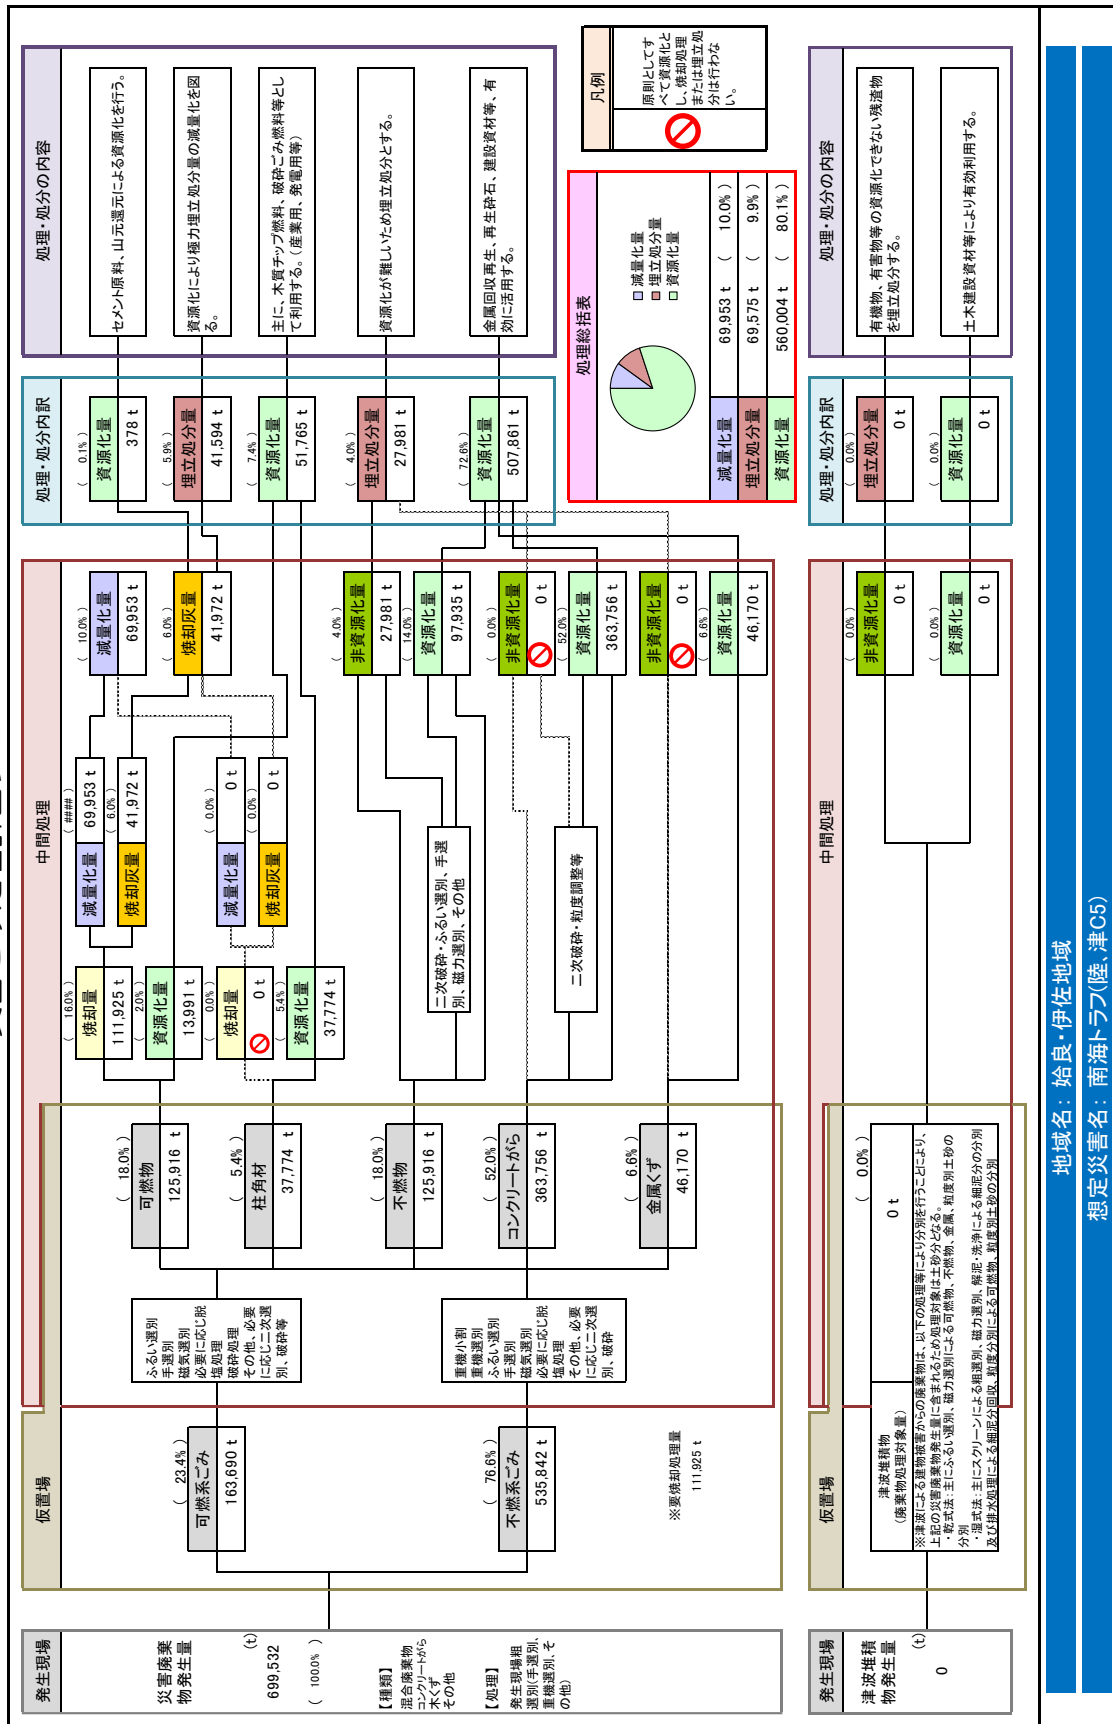 地域名：姶良・伊佐地域
想定災害名：南海トラフ(陸、津C5)
発生現場
災害廃棄
物発生量
(t)
699,532
( 100.0% )
【種類】
混合廃棄物
コンクリートがら
木くず
その他
【処理】
発生現場粗
選別(手選別、
重機選別、そ
の他)
仮置場
( 23.4% )
可燃系ごみ
163,690 t
( 76.6% )
不燃系ごみ
535,842 t
※要焼却処理量
111,925 t
ふるい選別
手選別
磁気選別
必要に応じ脱
塩処理
破砕処理
その他、必要
に応じ二次選
別、破砕等
重機小割
重機選別
ふるい選別
手選別
磁気選別
必要に応じ脱
塩処理
その他、必要
に応じ二次選
別、破砕
( 18.0% )
可燃物
125,916 t
( 5.4% )
柱角材
37,774 t
( 18.0% )
不燃物
125,916 t
( 52.0% )
コンクリートがら
363,756 t
( 6.6% )
金属くず
46,170 t
中間処理
( 16.0% )
焼却量
111,925 t
( 2.0% )
資源化量
13,991 t
( 0.0% )
焼却量
0 t
( 5.4% )
資源化量
37,774 t
( #### )
減量化量 69,953 t
( 6.0% )
焼却灰量 41,972 t
( 0.0% )
減量化量 0 t
( 0.0% )
焼却灰量 0 t
二次破砕・ふるい選別、手選
別、磁力選別、その他
二次破砕・粒度調整等
( 10.0% )
減量化量
69,953 t
( 6.0% )
焼却灰量
41,972 t
( 4.0% )
非資源化量
27,981 t
( 14.0% )
資源化量
97,935 t
( 0.0% )
非資源化量
0 t
( 52.0% )
資源化量
363,756 t
非資源化量
0 t
( 6.6% )
資源化量
46,170 t
処理・処分内訳
( 0.1% )
資源化量
378 t
( 5.9% )
埋立処分量
41,594 t
( 7.4% )
資源化量
51,765 t
( 4.0% )
埋立処分量
27,981 t
( 72.6% )
資源化量
507,861 t
処理・処分の内容
セメント原料、山元還元による資源化を行う。
資源化により極力埋立処分量の減量化を図
る。
主に、木質チップ燃料、破砕ごみ燃料等とし
て利用する。(産業用、発電用等)
資源化が難しいため埋立処分とする。
金属回収再生、再生砕石、建設資材等、有
効に活用する。
処理総括表
減量化量
埋立処分量
資源化量
減量化量 69,953 t ( 10.0% )
埋立処分量 69,575 t ( 9.9% )
資源化量 560,004 t ( 80.1% )
凡例
原則としてす
べて資源化と
し、焼却処理
または埋立処
分は行わな
い。
発生現場
津波堆積
物発生量
(t)
0
仮置場
津波堆積物
(廃棄物処理対象量)
( 0.0% )
0 t
※津波による建物被害からの廃棄物は、以下の処理等により分別を行うことにより、
上記の災害廃棄物発生量に含まれるため処理対象は土砂分となる。
・乾式法：主にふるい選別、磁力選別による可燃物、不燃物、金属、粒度別土砂の
分別
・湿式法：主にスクリーンによる粗選別、磁力選別、解泥・洗浄による細泥分の分別
及び排水処理による細泥分回収、粒度分別による可燃物、粒度別土砂の分別
中間処理
( 0.0% )
非資源化量
0 t
( 0.0% )
資源化量
0 t
処理・処分内訳
( 0.0% )
埋立処分量
0 t
( 0.0% )
資源化量
0 t
処理・処分の内容
有機物、有害物等の資源化できない残渣物
を埋立処分する。
土木建設資材等により有効利用する。